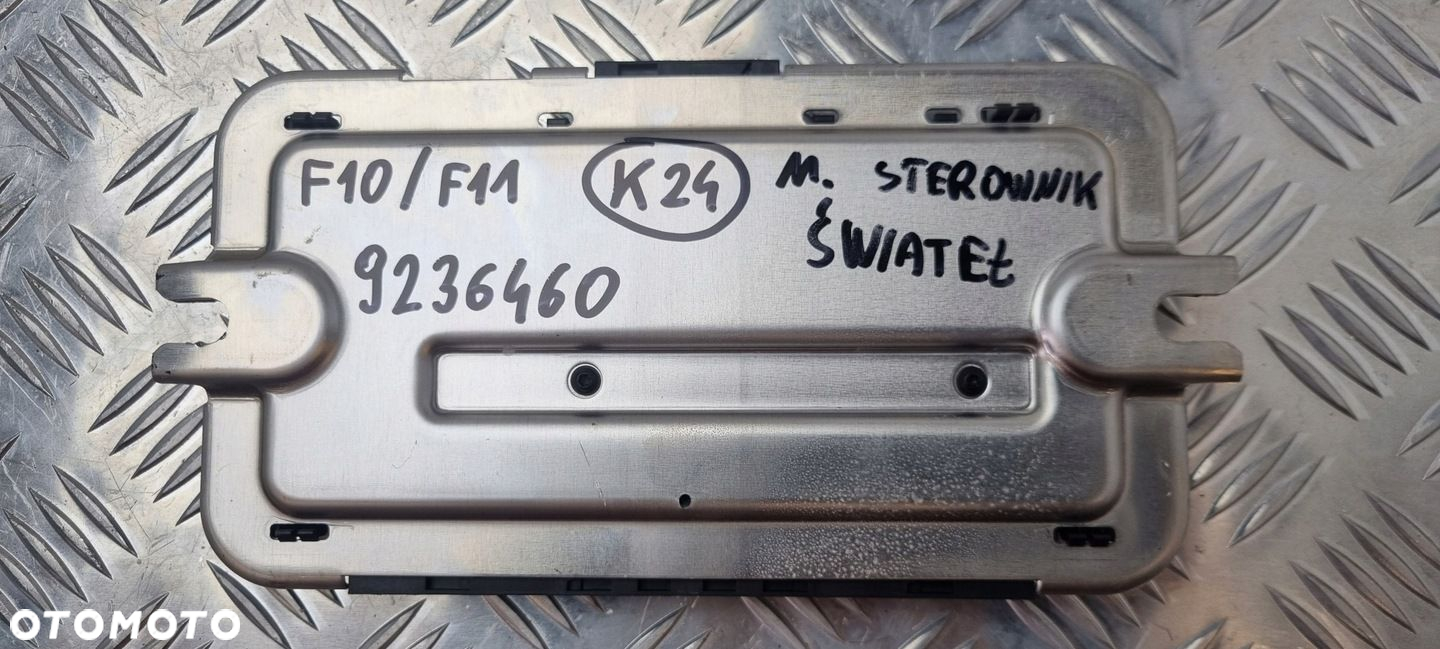 F10/F11 K24 M. STEROWNIK
9236460 ŚWIATEŁ
OTOMOTO